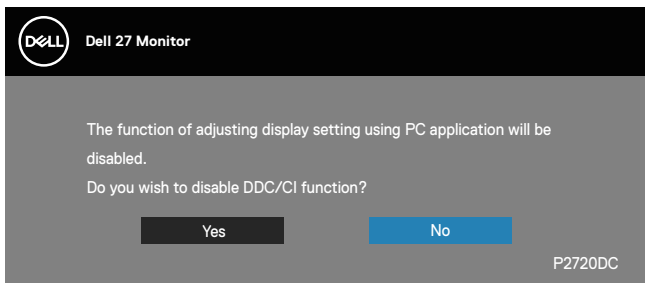 DELL
Dell 27 Monitor
The function of adjusting display setting using PC application will be
disabled.
Do you wish to disable DDC/CI function?
Yes No
P2720DC